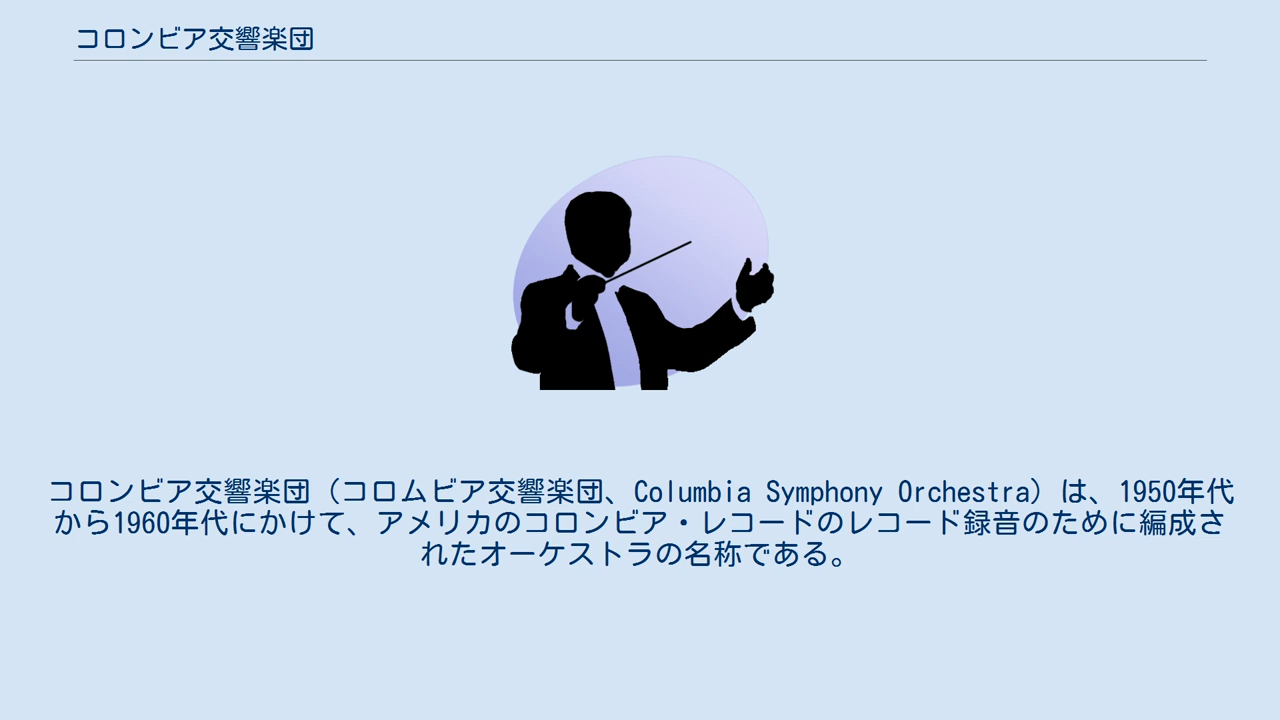 コロンビア交響楽団
コロンビア交響楽団（コロムビア交響楽団、Columbia Symphony Orchestra）は、1950年代
から1960年代にかけて、アメリカのコロンビア・レコードのレコード録音のために編成さ
れたオーケストラの名称である。